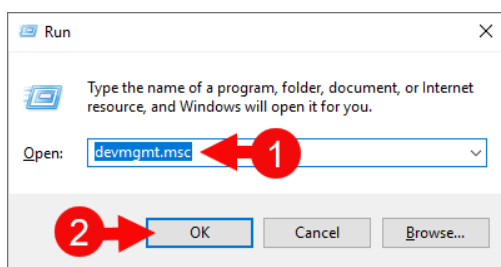 Run
Type the name of a program, folder, document, or Internet
resource, and Windows will open it for you.
Open: devmgmt.msc 1
2 OK Cancel Browse...